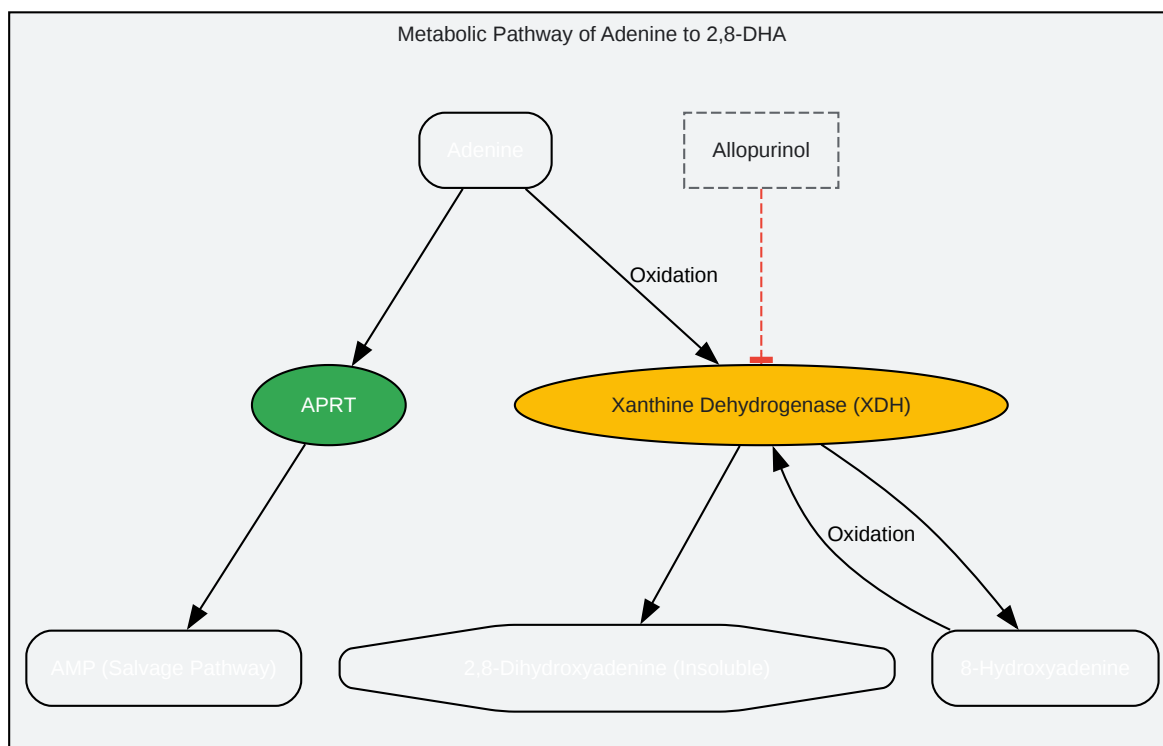 Metabolic Pathway of Adenine to 2,8-DHA
Adenine
Allopurinol
Oxidation
APRT
Xanthine Dehydrogenase (XDH)
Oxidation
AMP (Salvage Pathway)
2,8-Dihydroxyadenine (Insoluble)
8-Hydroxyadenine